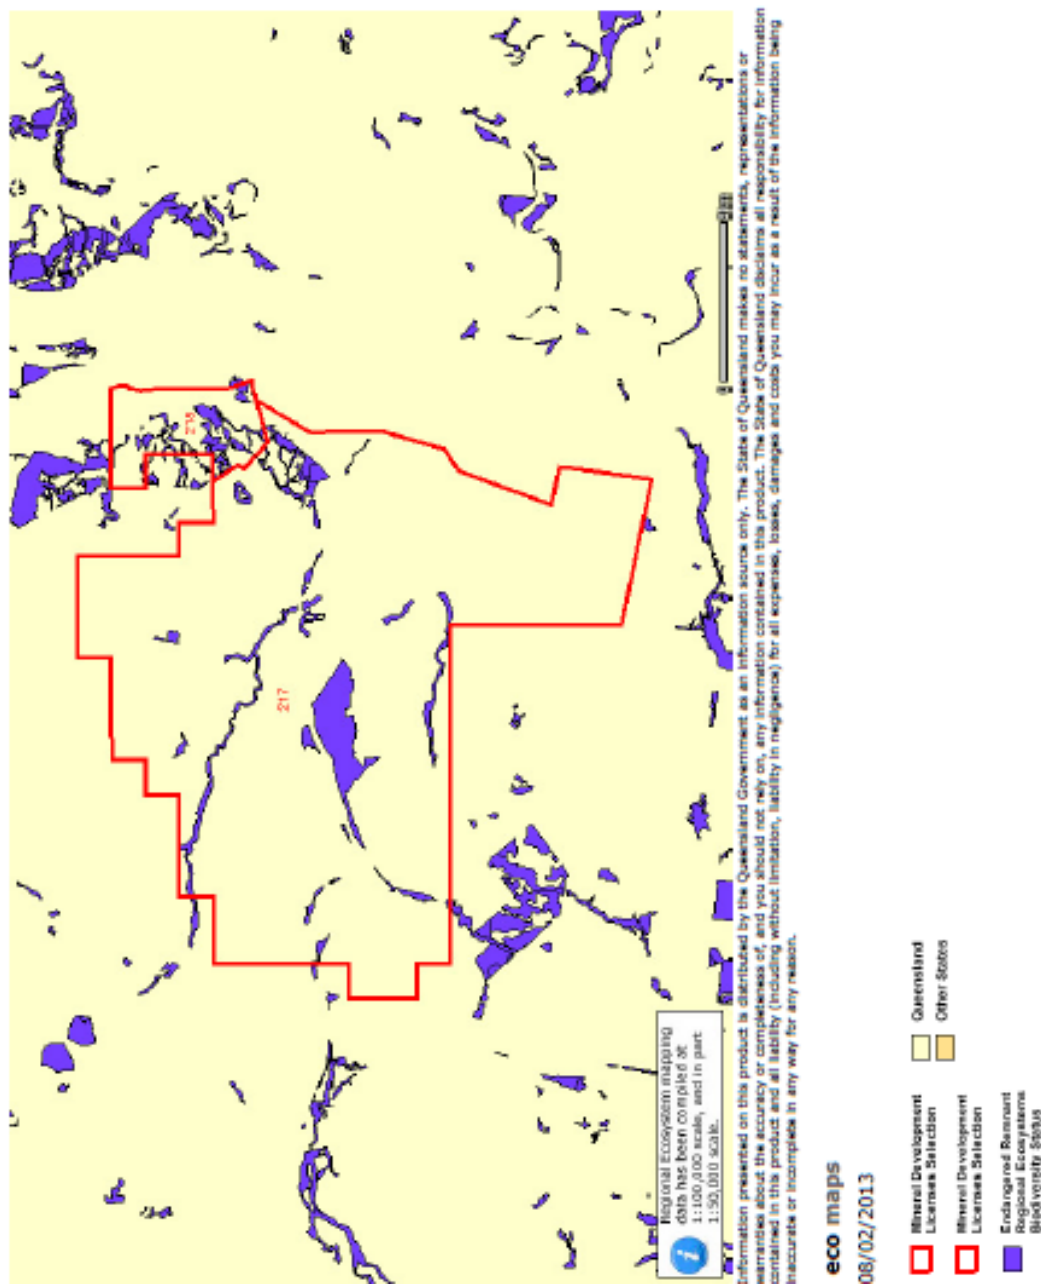 217
Regional Ecosystem mapping
data has been compiled at
1:100,000 scale, and in part
1:50,000 scale.
Information presented on this product is distributed by the Queensland Government as an information source only. The State of Queensland makes no statements, representations or
warranties about the accuracy or completeness of, and you should not rely on, any information contained in this product. The State of Queensland disclaims all responsibility for information
contained in this product and all liability (including without limitation, liability in negligence) for all expenses, losses, damages and costs you may incur as a result of the information being
inaccurate or incomplete in any way for any reason.
eco maps
08/02/2013
Mineral Development
Licenses Selection
Mineral Development
Licenses Selection
Endangered Remnant
Regional Ecosystems
Biodiversity Status
Queensland
Other States